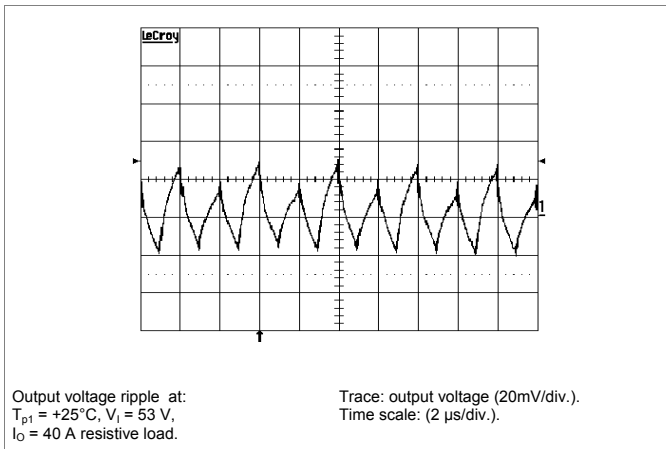 LeCroy
1
Output voltage ripple at:
Tp1 = +25°C, VI = 53 V,
IO = 40 A resistive load.
Trace: output voltage (20mV/div.).
Time scale: (2 µs/div.).